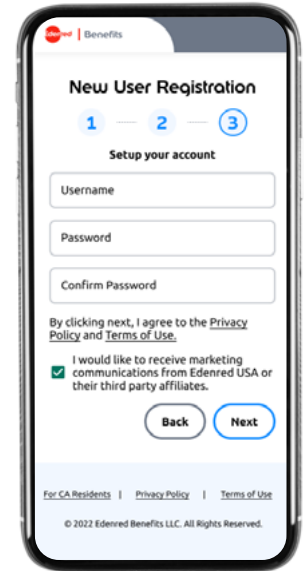 Edenred | Benefits
New User Registration
1 — 2 — 3
Setup your account
Username
Password
Confirm Password
By clicking next, I agree to the Privacy
Policy and Terms of Use.
I would like to receive marketing
communications from Edenred USA or
their third party affiliates.
Back Next
For CA Residents | Privacy Policy | Terms of Use
© 2022 Edenred Benefits LLC. All Rights Reserved.